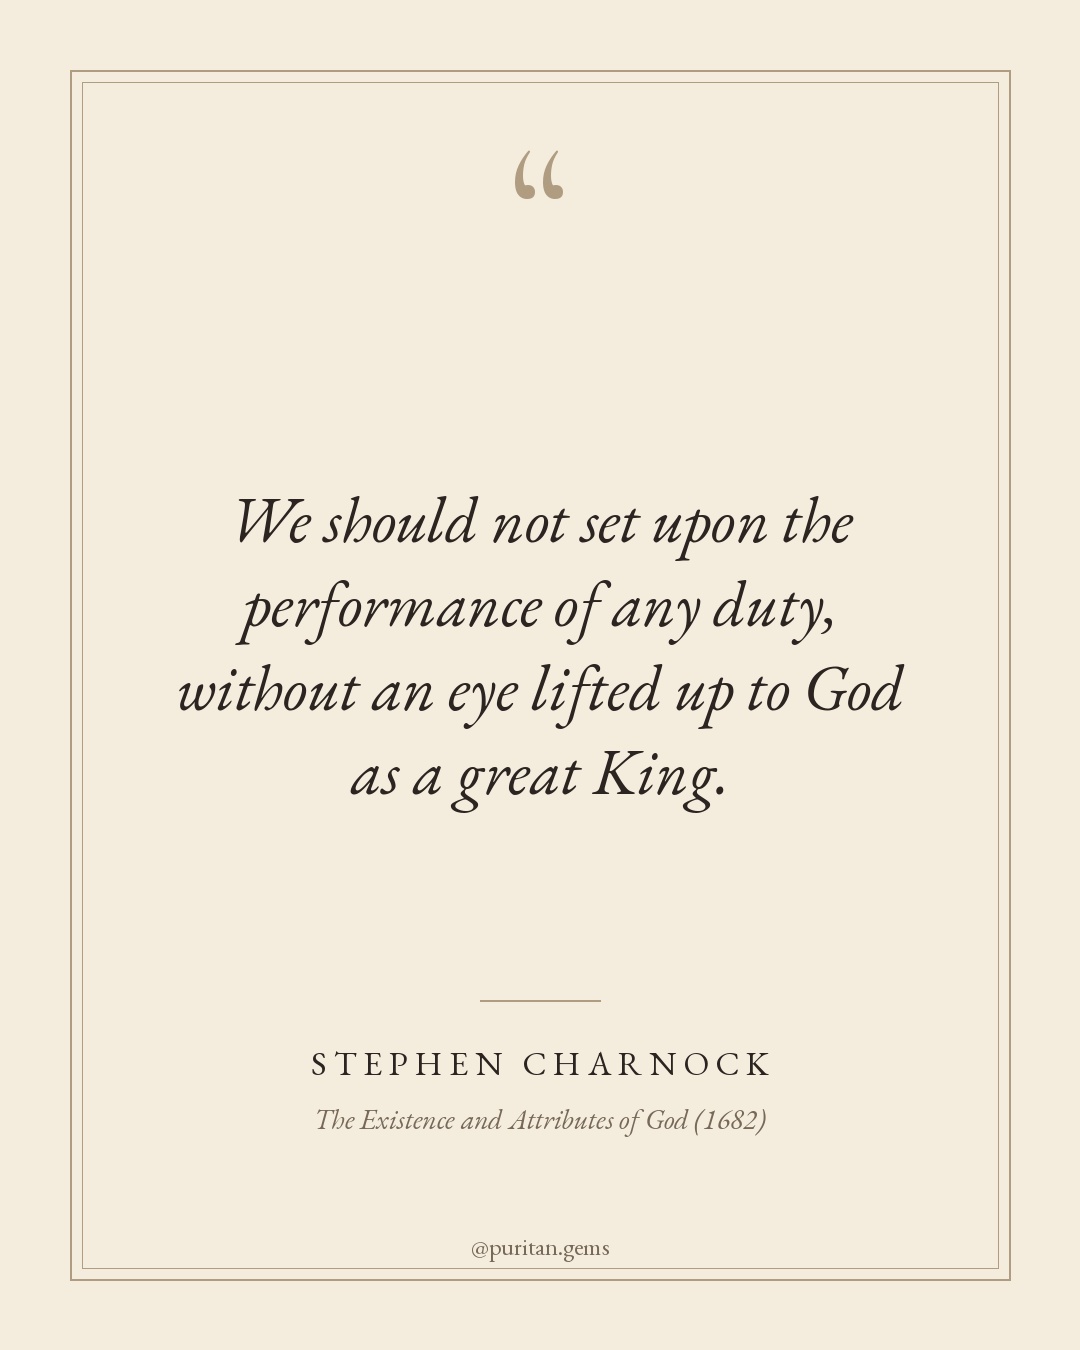 “
We should not set upon the
performance of any duty,
without an eye lifted up to God
as a great King.
STEPHEN CHARNOCK
The Existence and Attributes of God (1682)
@puritan.gems